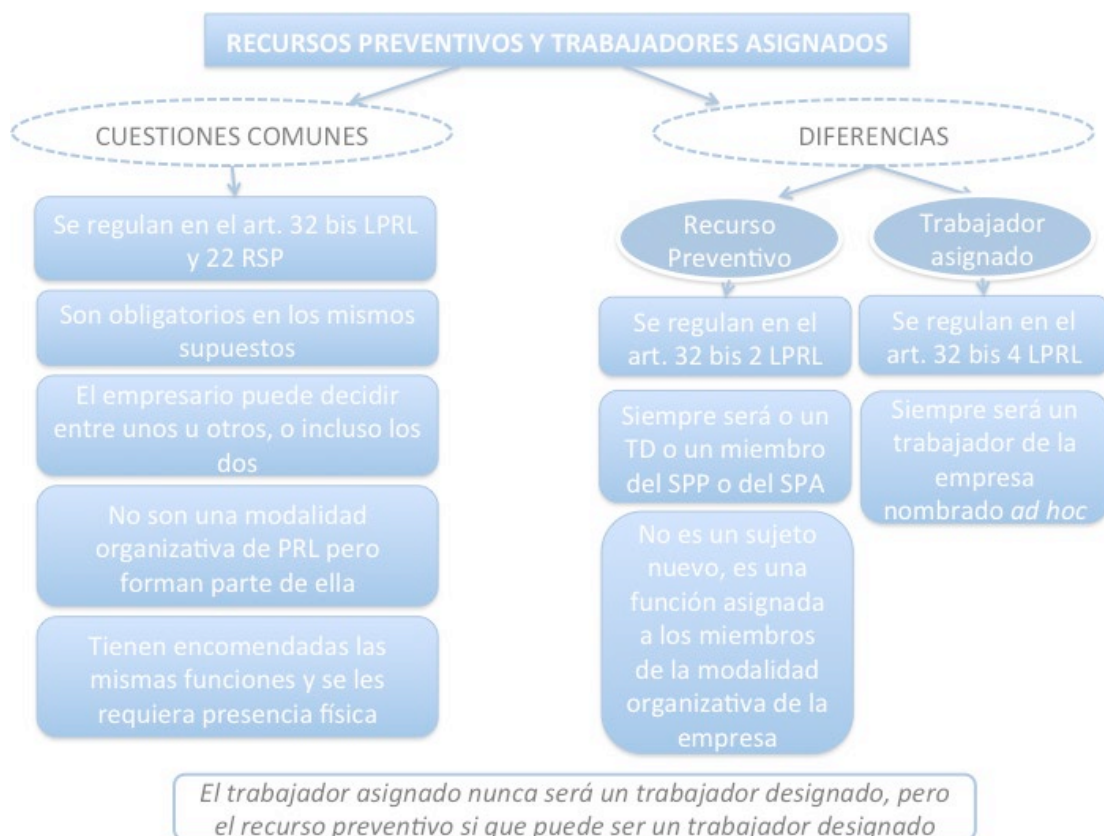 RECURSOS PREVENTIVOS Y TRABAJADORES ASIGNADOS
CUESTIONES COMUNES
Se regulan en el art. 32 bis LPRL
y 22 RSP
Son obligatorios en los mismos
supuestos
El empresario puede decidir
entre unos u otros, o incluso los
dos
No son una modalidad
organizativa de PRL pero
forman parte de ella
Tienen encomendadas las
mismas funciones y se les
requiera presencia física
DIFERENCIAS
Recurso
Preventivo
Se regulan en el
art. 32 bis 2 LPRL
Siempre será o un
TD o un miembro
del SPP o del SPA
No es un sujeto
nuevo, es una
función asignada
a los miembros
de la modalidad
organizativa de la
empresa
Trabajador
asignado
Se regulan en el
art. 32 bis 4 LPRL
Siempre será un
trabajador de la
empresa
nombrado ad hoc
El trabajador asignado nunca será un trabajador designado, pero
el recurso preventivo si que puede ser un trabajador designado